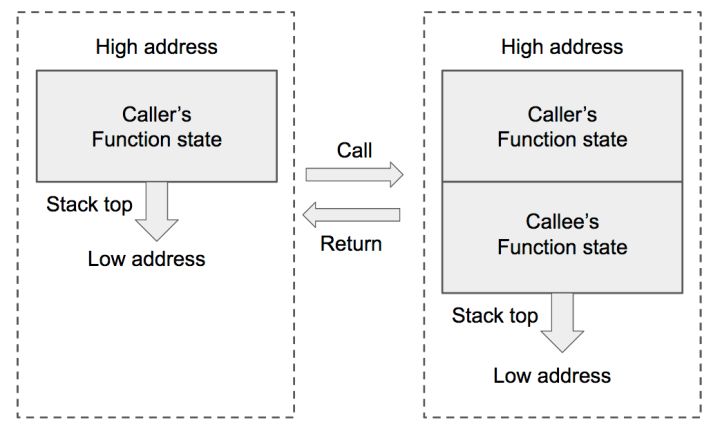 High address
Caller's
Function state
Stack top
Low address
Call
Return
High address
Caller's
Function state
Callee's
Function state
Stack top
Low address